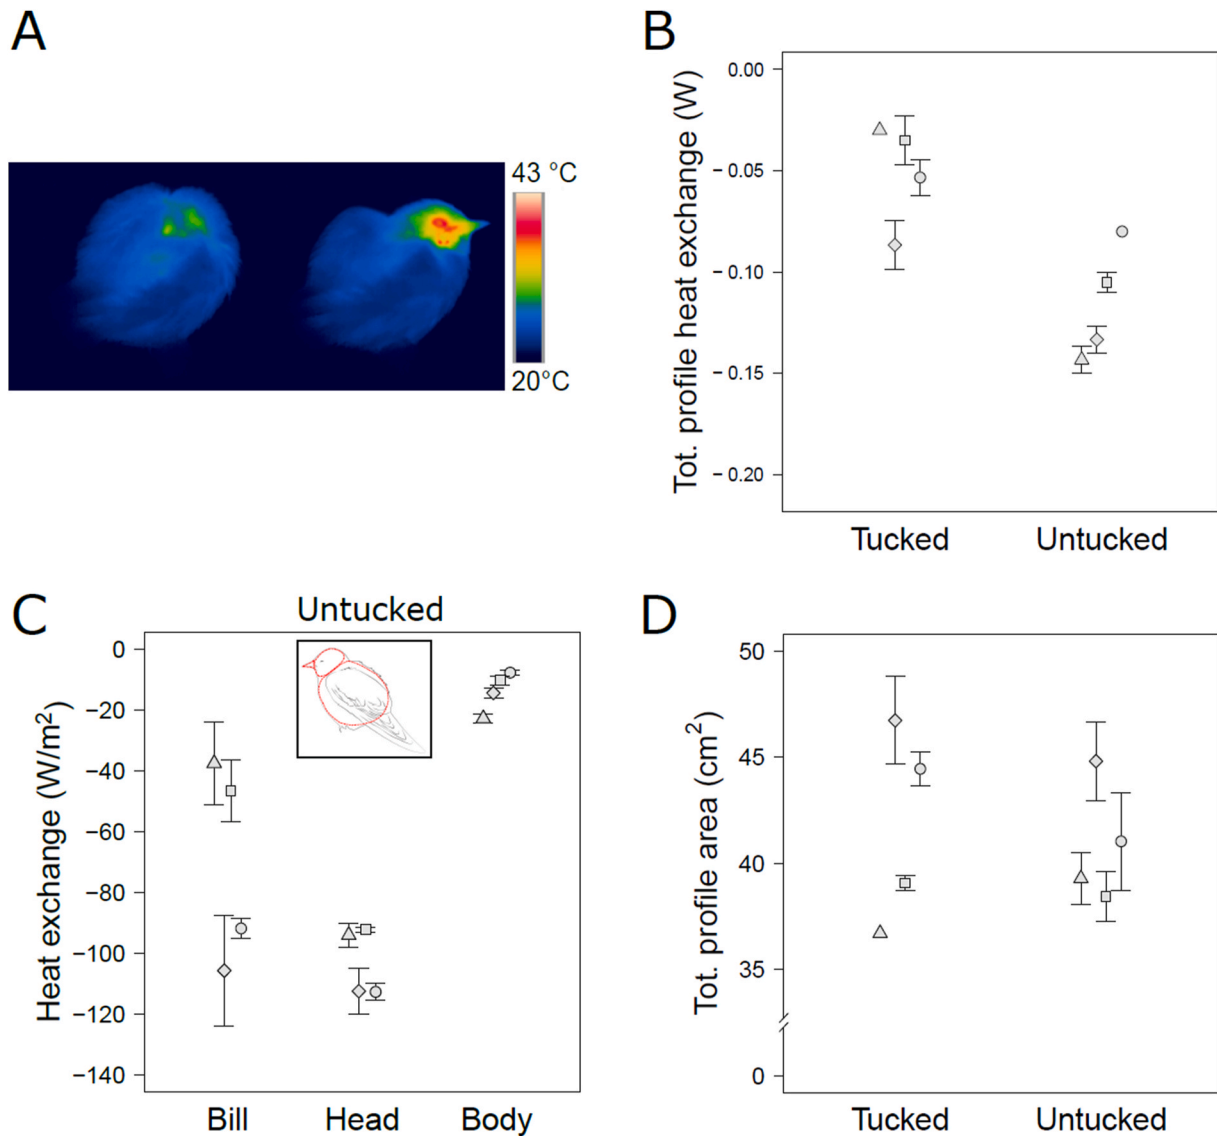 A
43 °C
20°C
B
Tot. profile heat exchange (W)
0.00
−0.05
−0.10
−0.15
−0.20
Tucked
Untucked
C
Untucked
Heat exchange (W/m²)
0
−20
−40
−60
−80
−100
−120
−140
Bill
Head
Body
D
Tot. profile area (cm²)
50
45
40
35
0
Tucked
Untucked